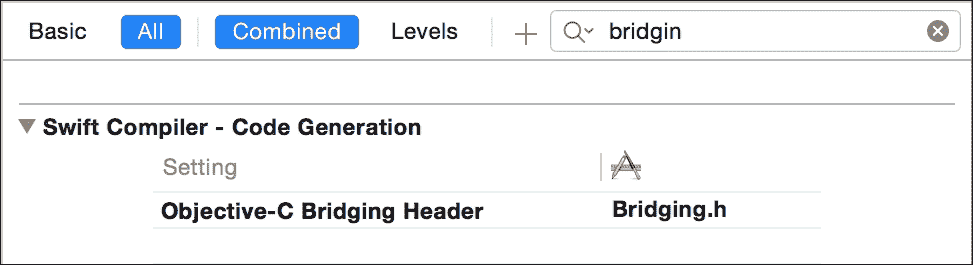 Basic All Combined Levels + bridgin
Swift Compiler - Code Generation
Setting
Objective-C Bridging Header Bridging.h